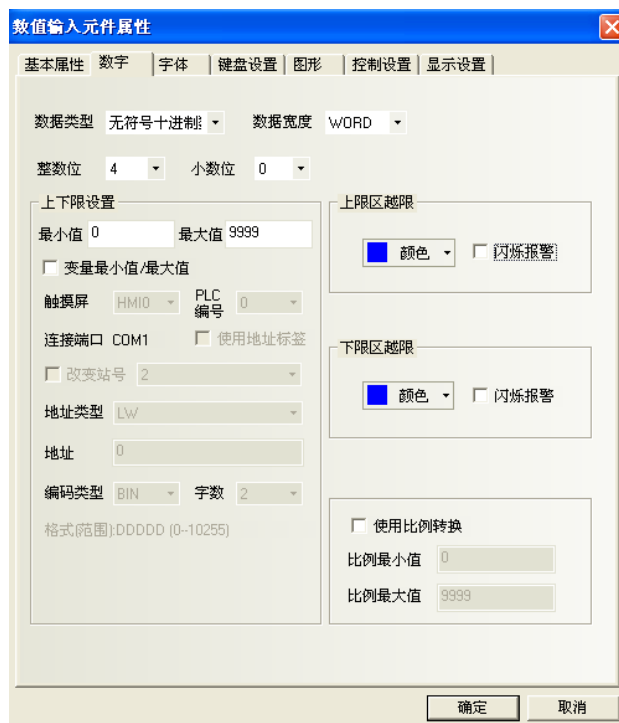 数值输入元件属性
基本属性 数字 字体 键盘设置 图形 控制设置 显示设置
数据类型 无符号十进制 数据宽度 WORD
整数位 4 小数位 0
上下限设置
最小值 0 最大值 9999
变量最小值/最大值
触摸屏 HMI0 PLC编号 0
连接端口 COM1 使用地址标签
改变站号 2
地址类型 LW
地址 0
编码类型 BIN 字数 2
格式(范围):DDDDD (0--10255)
上限区越限
颜色 闪烁报警
下限区越限
颜色 闪烁报警
使用比例转换
比例最小值 0
比例最大值 9999
确定 取消